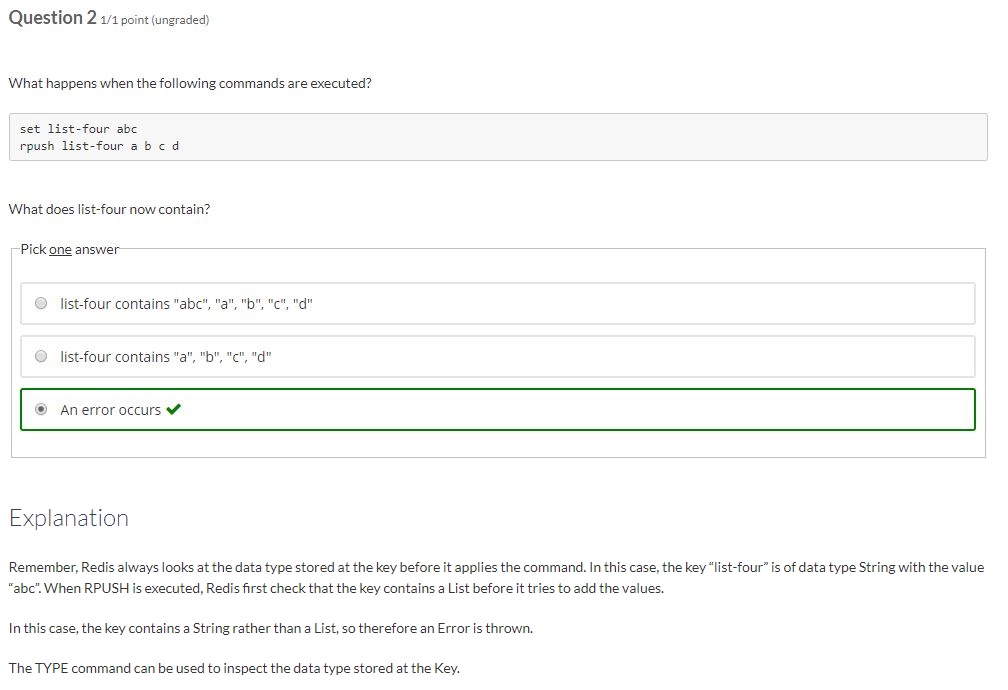 Question 2 1/1 point (ungraded)
What happens when the following commands are executed?
set list-four abc
rpush list-four a b c d
What does list-four now contain?
Pick one answer
list-four contains "abc", "a", "b", "c", "d"
list-four contains "a", "b", "c", "d"
An error occurs
Explanation
Remember, Redis always looks at the data type stored at the key before it applies the command. In this case, the key “list-four” is of data type String with the value
“abc”. When RPUSH is executed, Redis first check that the key contains a List before it tries to add the values.
In this case, the key contains a String rather than a List, so therefore an Error is thrown.
The TYPE command can be used to inspect the data type stored at the Key.